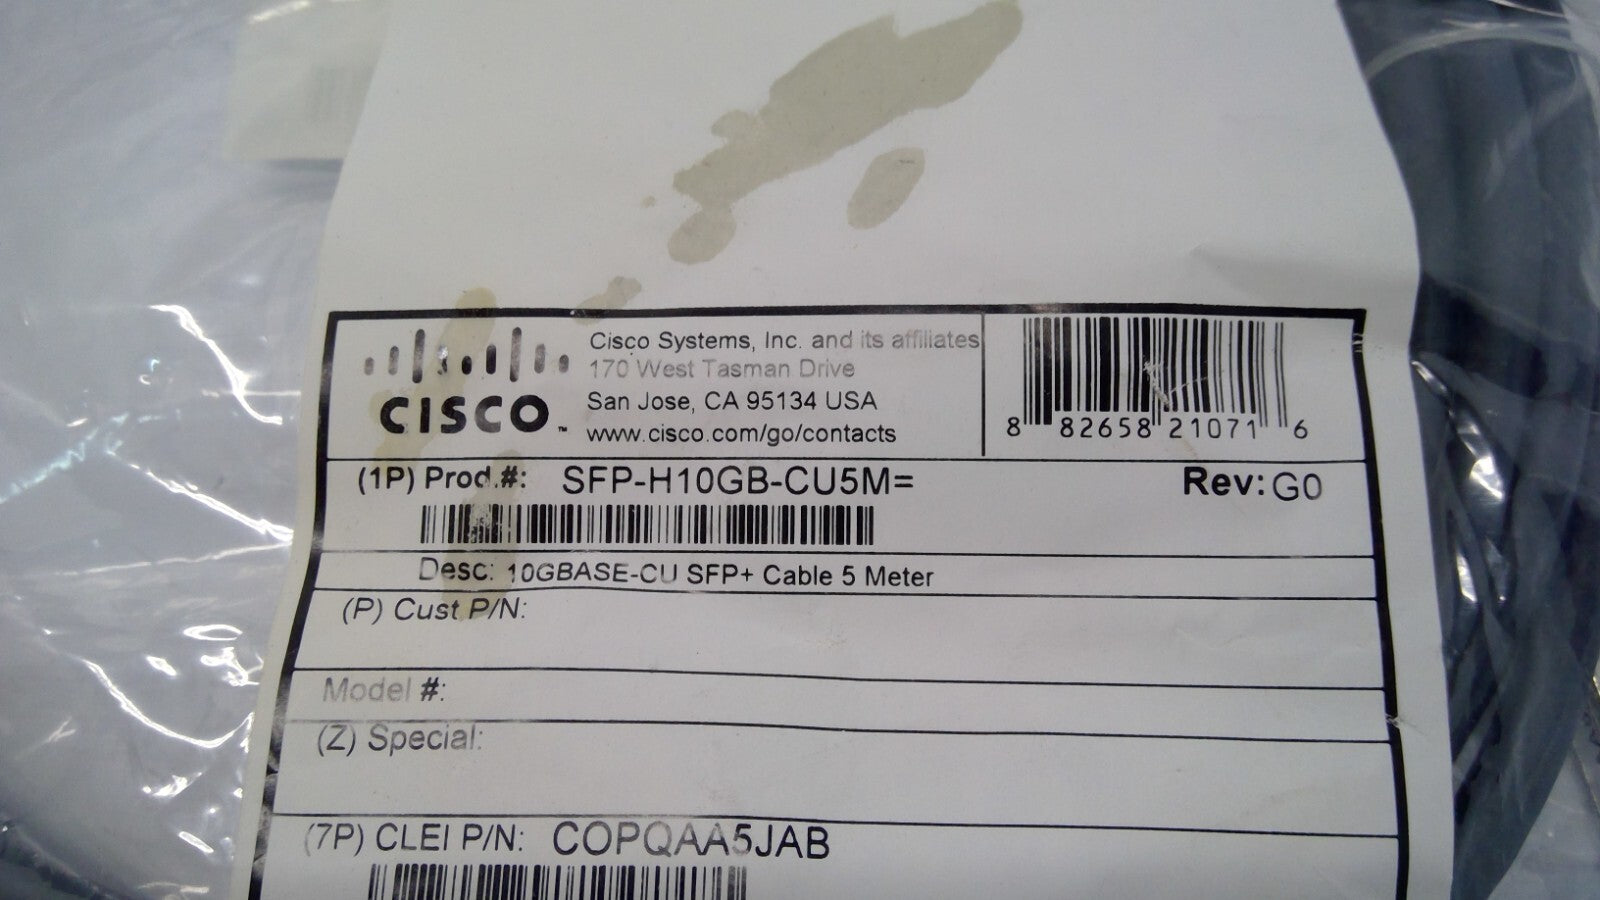 Cisco Systems, Inc. and its affiliates
170 West Tasman Drive
San Jose, CA 95134 USA
www.cisco.com/go/contacts
CISCO™
8 82658 21071 6
(1P) Prod.#: SFP-H10GB-CU5M= Rev: G0
Desc: 10GBASE-CU SFP+ Cable 5 Meter
(P) Cust P/N:
Model #:
(Z) Special:
(7P) CLEI P/N: COPQAA5JAB